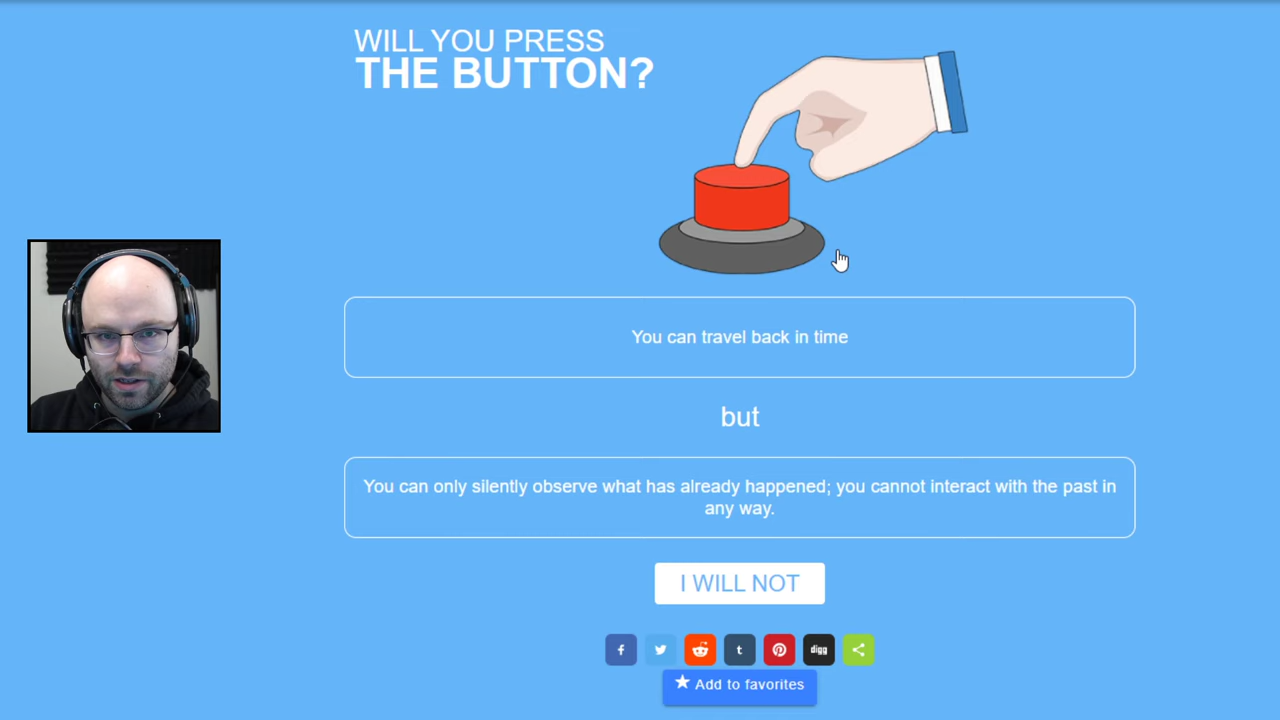 WILL YOU PRESS
THE BUTTON?
You can travel back in time
but
You can only silently observe what has already happened; you cannot interact with the past in
any way.
I WILL NOT
f
t
digg
Add to favorites